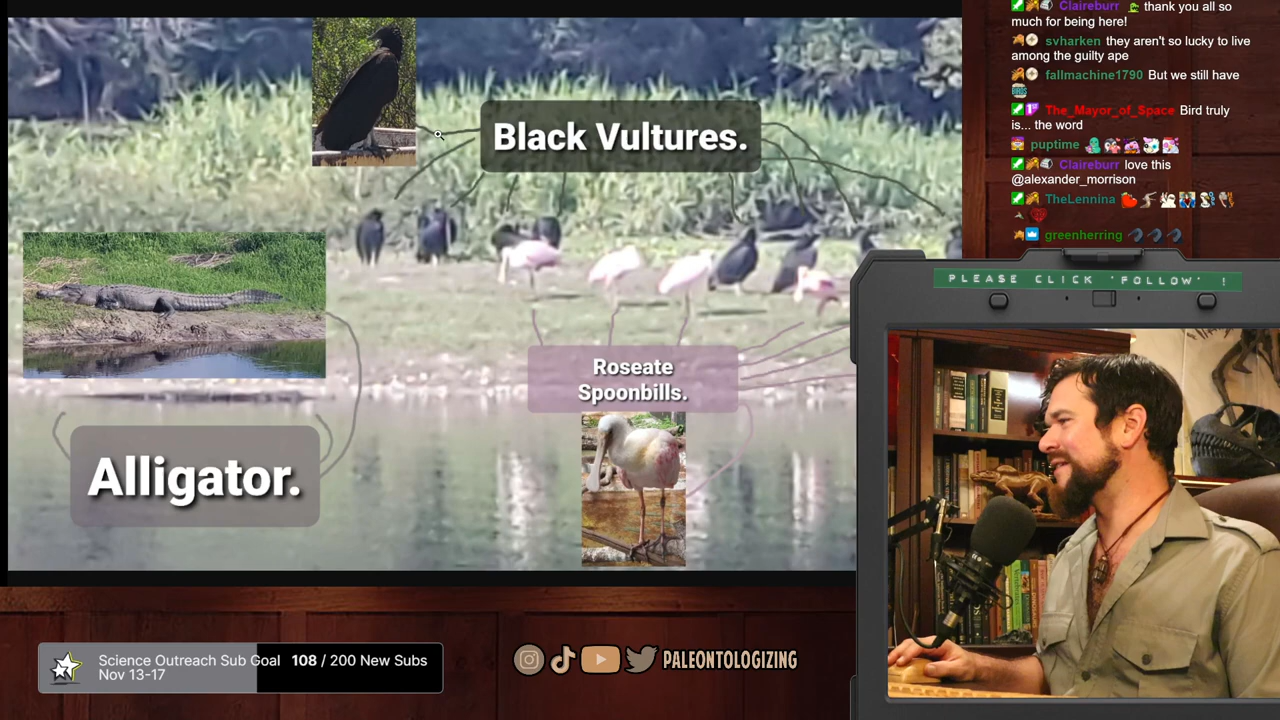 Black Vultures.
Roseate
Spoonbills.
Alligator.
Claireburr thank you all so
much for being here!
svharken they aren't so lucky to live
among the guilty ape
fallmachine1790 But we still have
The_Mayor_of_Space Bird truly
is... the word
puptime
Claireburr love this
@alexander_morrison
TheLennina
greenherring
PLEASE CLICK 'FOLLOW' !
Science Outreach Sub Goal 108 / 200 New Subs
Nov 13-17
PALEONTOLOGIZING